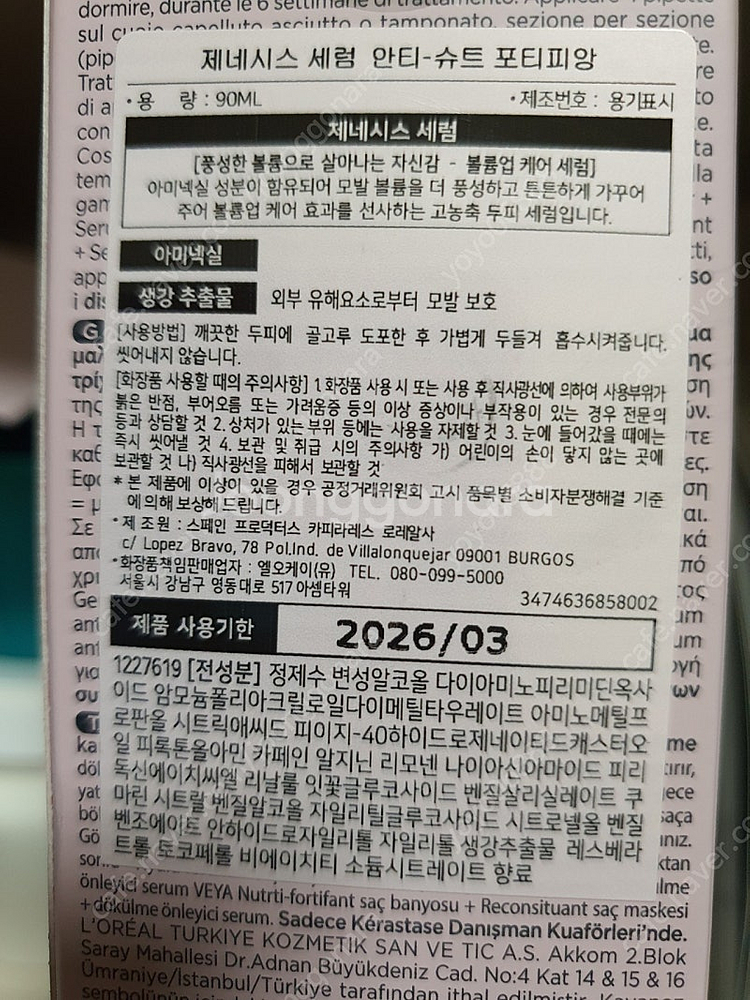 dormire, durante le 6 settimane di trattamento. Applicare 1 pipetta
sul cuoio capelluto asciutto o tamponato, sezione per sezione
(pip
Trat
di a
con
Cos
tem
gam
Seru
+ Se
app
i dis
제네시스 세럼 안티-슈트 포티피앙
• 용 량 : 90ML • 제조번호 : 용기표시
제네시스 세럼
[풍성한 볼륨으로 살아나는 자신감 - 볼륨업 케어 세럼]
아미넥실 성분이 함유되어 모발 볼륨을 더 풍성하고 튼튼하게 가꾸어
주어 볼륨업 케어 효과를 선사하는 고농축 두피 세럼입니다.
아미넥실
생강 추출물 외부 유해요소로부터 모발 보호
[사용방법] 깨끗한 두피에 골고루 도포한 후 가볍게 두들겨 흡수시켜줍니다.
씻어내지 않습니다.
[화장품 사용할 때의 주의사항] 1.화장품 사용 시 또는 사용 후 직사광선에 의하여 사용부위가
붉은 반점, 부어오름 또는 가려움증 등의 이상 증상이나 부작용이 있는 경우 전문의
등과 상담할 것 2. 상처가 있는 부위 등에는 사용을 자제할 것 3. 눈에 들어갔을 때에는
즉시 씻어낼 것 4. 보관 및 취급 시의 주의사항 가) 어린이의 손이 닿지 않는 곳에
보관할 것 나) 직사광선을 피해서 보관할 것
* 본 제품에 이상이 있을 경우 공정거래위원회 고시 품목별 소비자분쟁해결 기준
에 의해 보상해 드립니다.
• 제 조원 : 스페인 프로덕터스 카피라레스 로레알사
c/ Lopez Bravo, 78 Pol.Ind. de Villalonquejar 09001 BURGOS
• 화장품책임판매업자 : 엘오케이(유) TEL. 080-099-5000
서울시 강남구 영동대로 517 아셈타워
3474636858002
제품 사용기한 2026/03
1227619 [전성분] 정제수 변성알코올 다이아미노피리미딘옥사
이드 암모늄폴리아크릴로일다이메틸타우레이트 아미노메틸프
로판올 시트릭애씨드 피이지-40하이드로제네이티드캐스터오
일 피록톤올아민 카페인 알지닌 리모넨 나이아신아마이드 피리
독신에이치씨엘 리날룰 잇꽃글루코사이드 벤질살리실레이트 쿠
마린 시트랄 벤질알코올 자일리틸글루코사이드 시트로넬올 벤질
벤조에이트 안하이드로자일리톨 자일리톨 생강추출물 레스베라
트롤 토코페롤 비에이치티 소듐시트레이트 향료
önleyici serum VEYA Nutrti-fortifant saç banyosu + Reconsituant saç maskesi
+ dökülme önleyici serum. Sadece Kérastase Danışman Kuaförleri'nde.
L'ORÉAL TURKIYE KOZMETIK SAN VE TIC A.S. Akkom 2.Blok
Saray Mahallesi Dr.Adnan Büyükdeniz Cad. No:4 Kat 14 & 15 & 16
Ümraniye/İstanbul/Türkiye tarafından ithal edilmiştir.